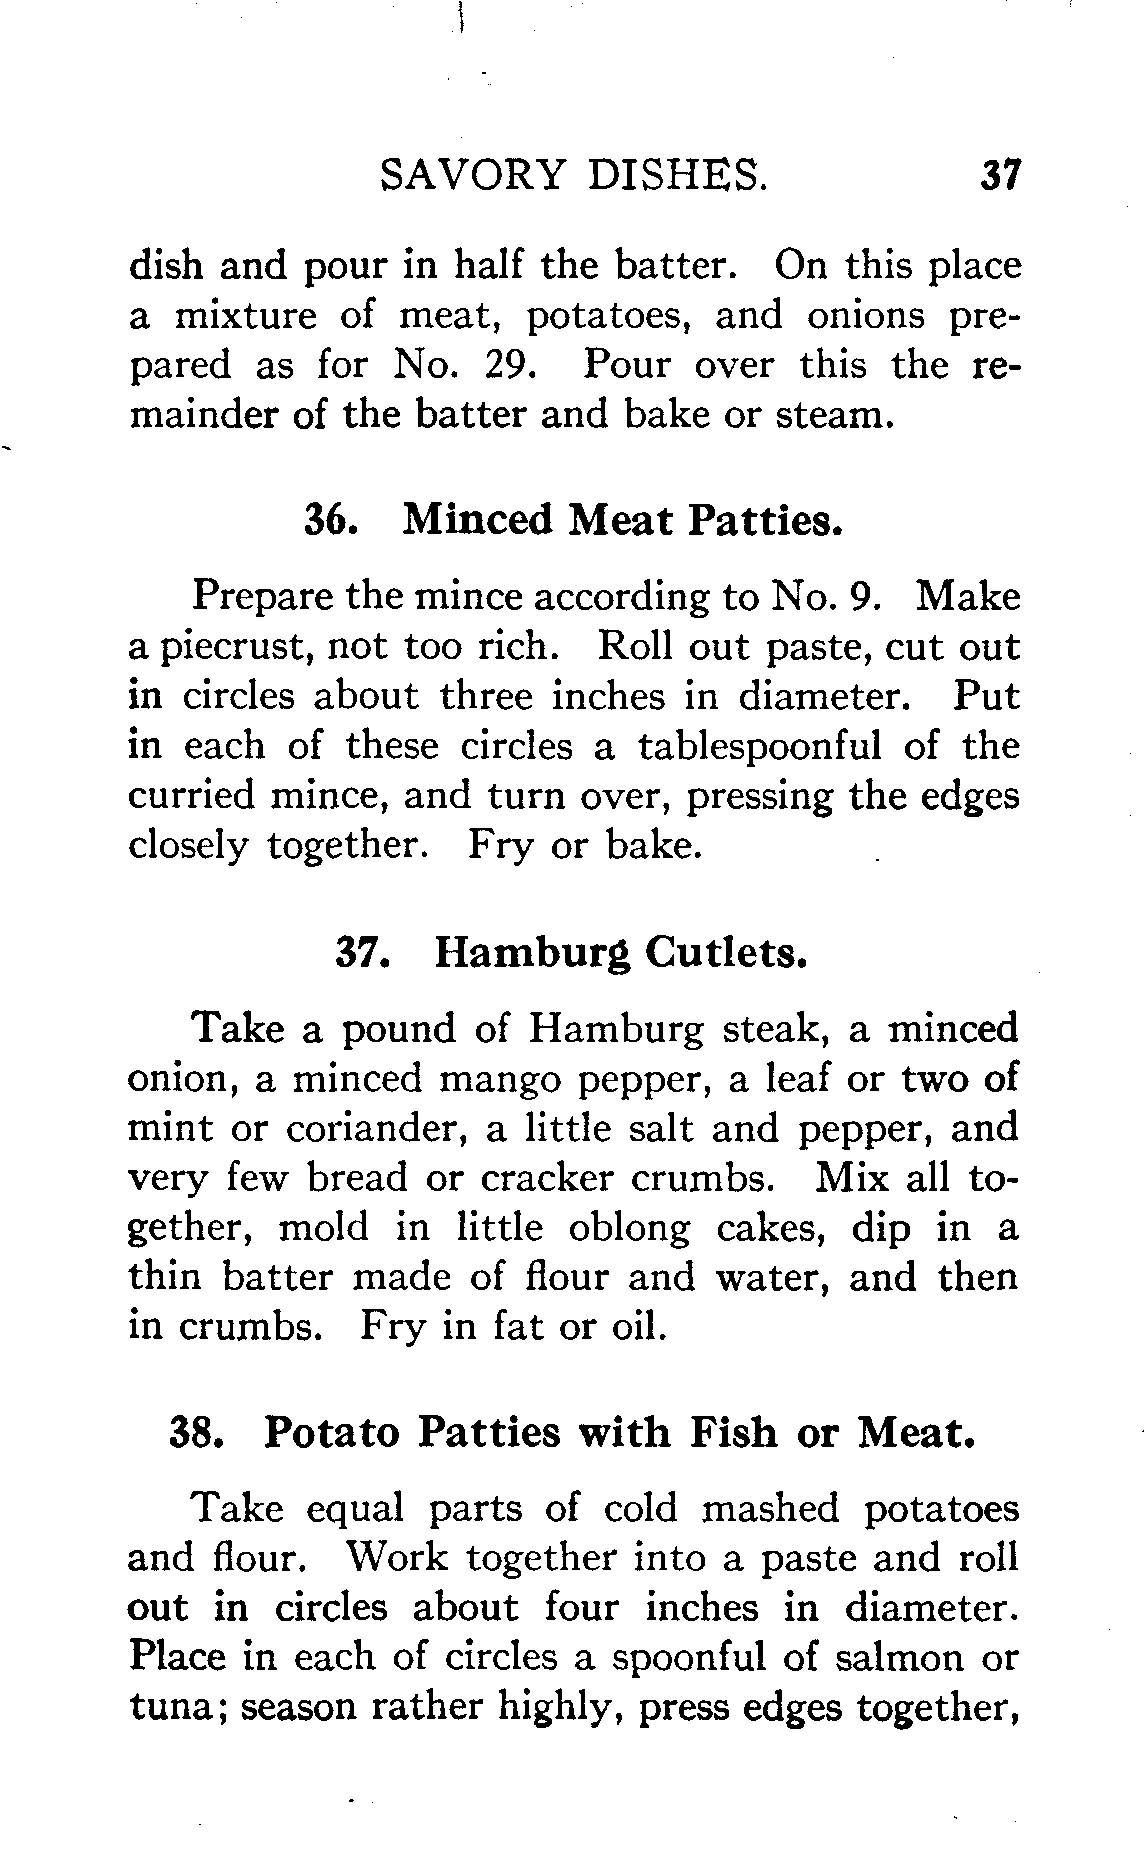 SAVORY DISHES. 37
dish and pour in half the batter. On this place
a mixture of meat, potatoes, and onions pre-
pared as for No. 29. Pour over this the re-
mainder of the batter and bake or steam.
36. Minced Meat Patties.
Prepare the mince according to No. 9. Make
a piecrust, not too rich. Roll out paste, cut out
in circles about three inches in diameter. Put
in each of these circles a tablespoonful of the
curried mince, and turn over, pressing the edges
closely together. Fry or bake.
37. Hamburg Cutlets.
Take a pound of Hamburg steak, a minced
onion, a minced mango pepper, a leaf or two of
mint or coriander, a little salt and pepper, and
very few bread or cracker crumbs. Mix all to-
gether, mold in little oblong cakes, dip in a
thin batter made of flour and water, and then
in crumbs. Fry in fat or oil.
38. Potato Patties with Fish or Meat.
Take equal parts of cold mashed potatoes
and flour. Work together into a paste and roll
out in circles about four inches in diameter.
Place in each of circles a spoonful of salmon or
tuna; season rather highly, press edges together,